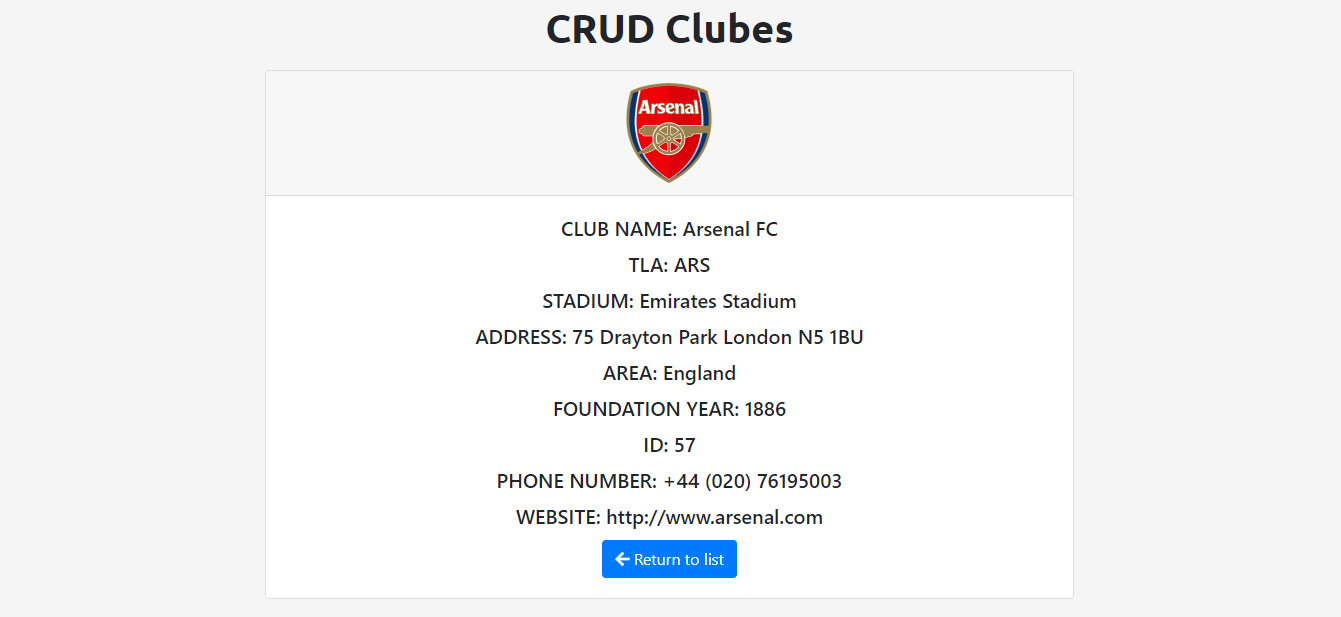 CRUD Clubes
Arsenal
CLUB NAME: Arsenal FC
TLA: ARS
STADIUM: Emirates Stadium
ADDRESS: 75 Drayton Park London N5 1BU
AREA: England
FOUNDATION YEAR: 1886
ID: 57
PHONE NUMBER: +44 (020) 76195003
WEBSITE: http://www.arsenal.com
Return to list